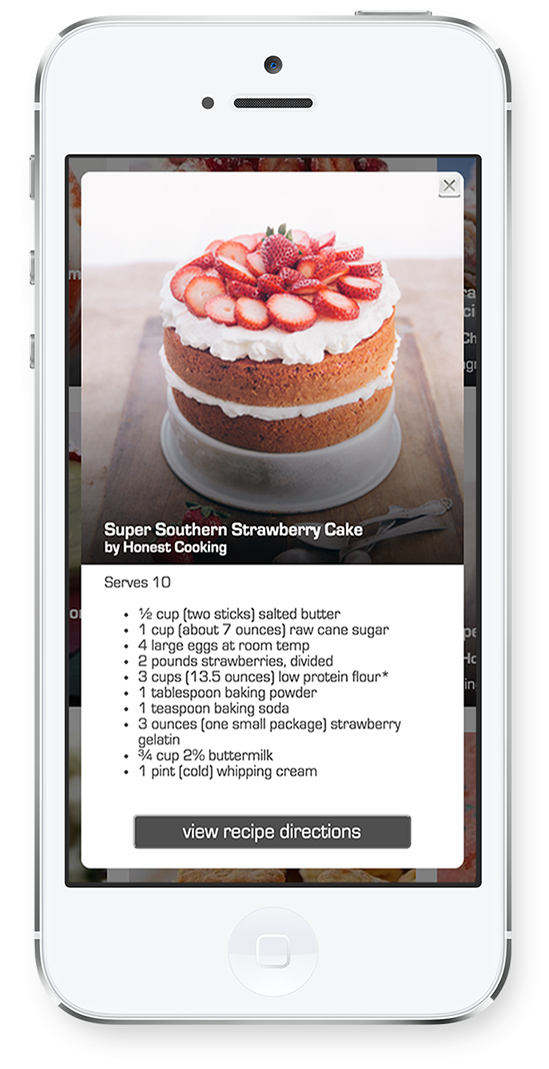 Super Southern Strawberry Cake
by Honest Cooking
Serves 10
• ½ cup (two sticks) salted butter
• 1 cup (about 7 ounces) raw cane sugar
• 4 large eggs at room temp
• 2 pounds strawberries, divided
• 3 cups (13.5 ounces) low protein flour*
• 1 tablespoon baking powder
• 1 teaspoon baking soda
• 3 ounces (one small package) strawberry
gelatin
• ¾ cup 2% buttermilk
• 1 pint (cold) whipping cream
view recipe directions